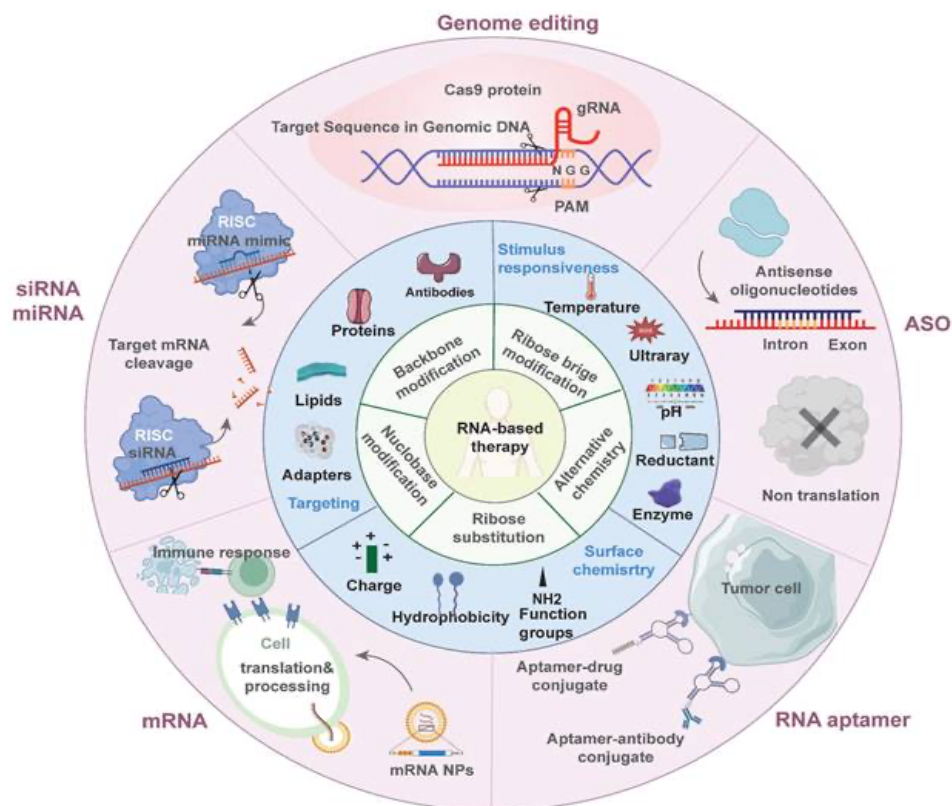 Genome editing
Cas9 protein
gRNA
Target Sequence in Genomic DNA
NGG
PAM
siRNA
miRNA
RISC
miRNA mimic
Target mRNA
cleavage
RISC
siRNA
ASO
Antisense
oligonucleotides
Intron
Exon
Non translation
mRNA
Immune response
Cell
translation&
processing
mRNA NPs
RNA aptamer
Tumor cell
Aptamer-drug
conjugate
Aptamer-antibody
conjugate
Antibodies
Proteins
Lipids
Adapters
Targeting
Stimulus
responsiveness
Temperature
Ultraray
pH
Reductant
Enzyme
Surface
chemisrtry
Charge
Hydrophobicity
NH2
Function
groups
Backbone
modification
Ribose brige
modification
Nuclobase
modification
Alternative
chemistry
Ribose
substitution
RNA-based
therapy